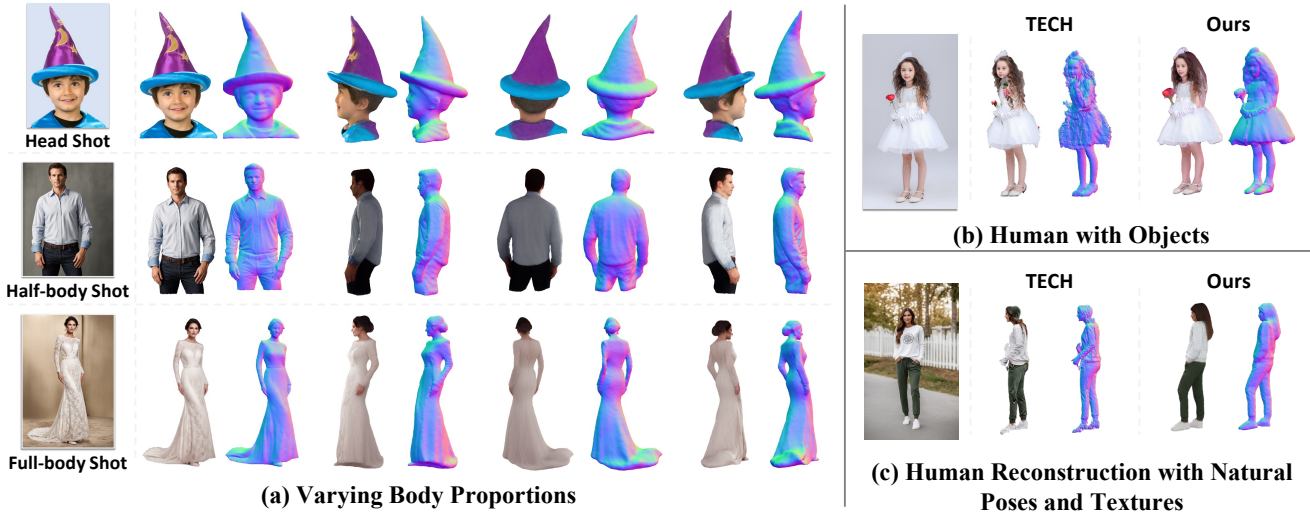 Head Shot
Half-body Shot
Full-body Shot
(a) Varying Body Proportions
TECH Ours
(b) Human with Objects
TECH Ours
(c) Human Reconstruction with Natural
Poses and Textures